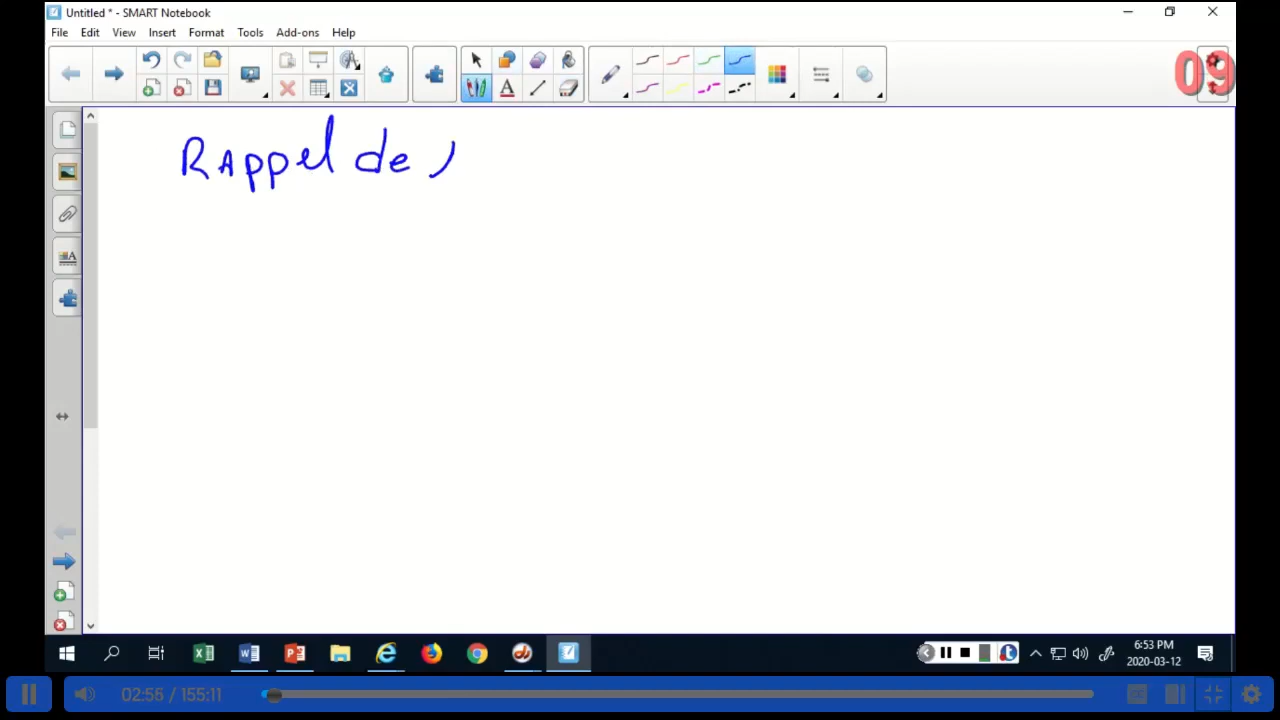 Untitled * - SMART Notebook
File Edit View Insert Format Tools Add-ons Help
09
RAppel de
6:53 PM
2020-03-12
02:56 / 155:11